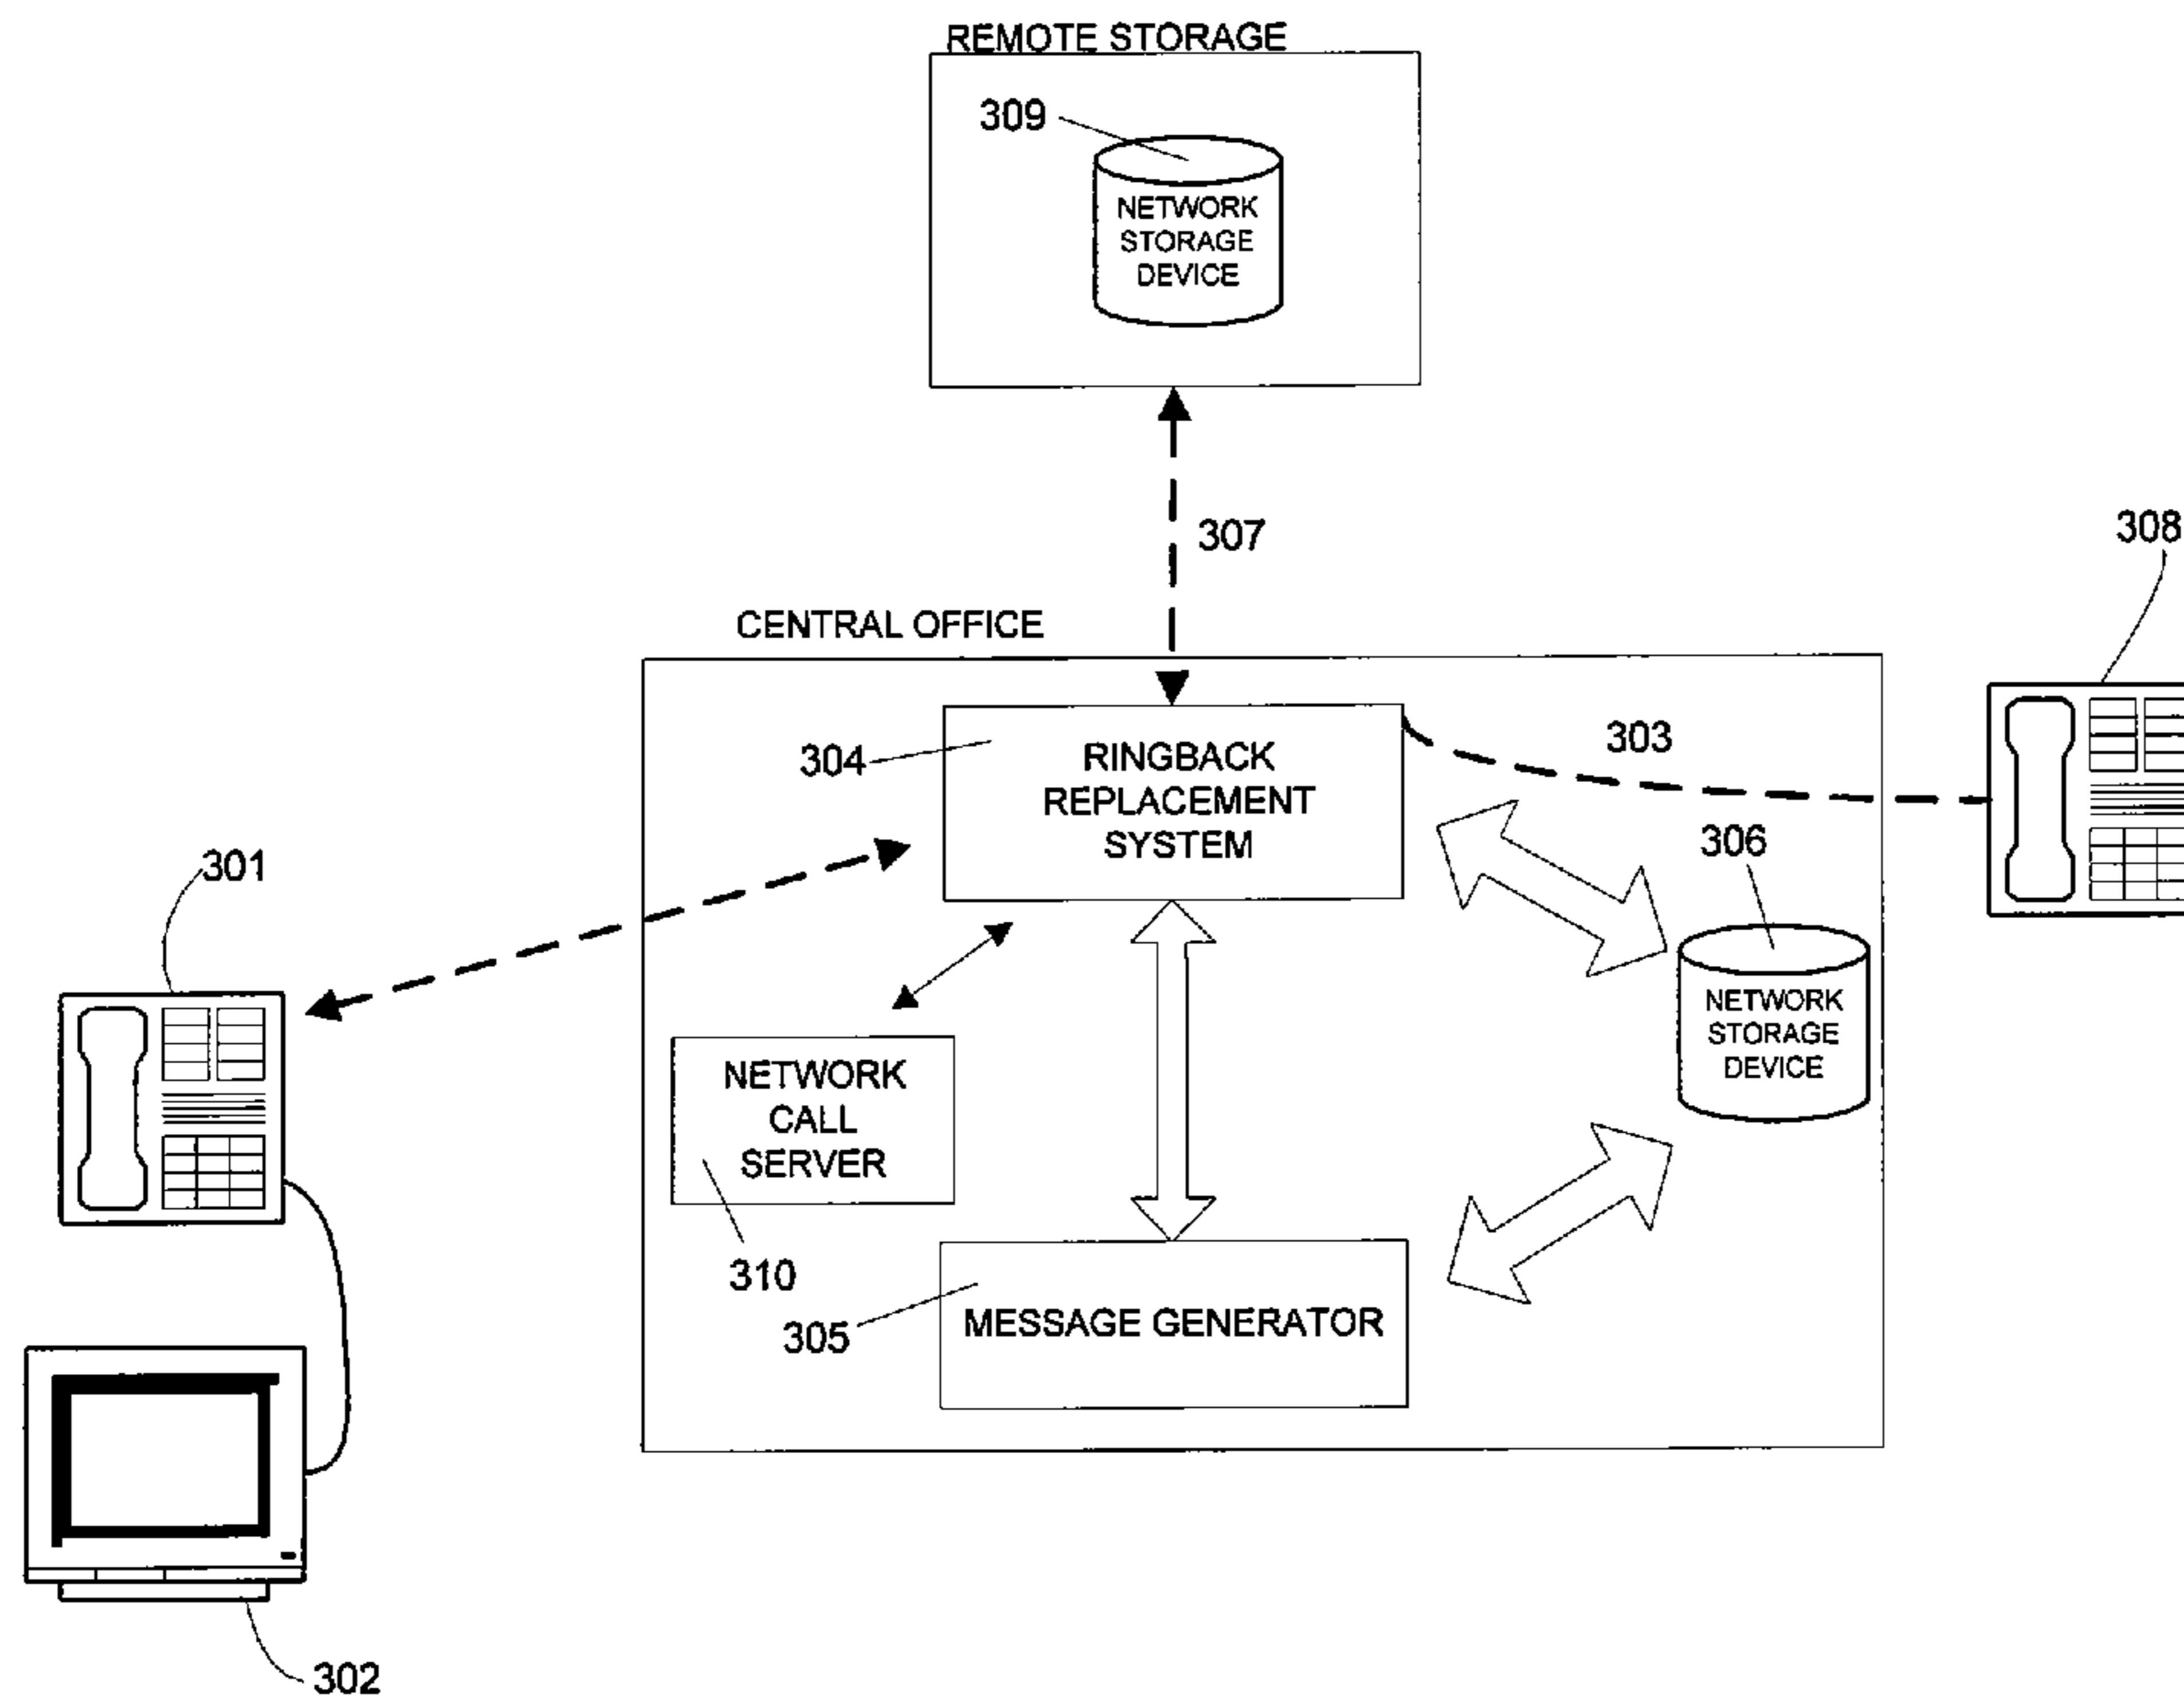 REMOTE STORAGE
309
NETWORK
STORAGE
DEVICE
307
308
CENTRAL OFFICE
304
RINGBACK
REPLACEMENT
SYSTEM
303
306
301
NETWORK
STORAGE
DEVICE
NETWORK
CALL
SERVER
310
305
MESSAGE GENERATOR
302